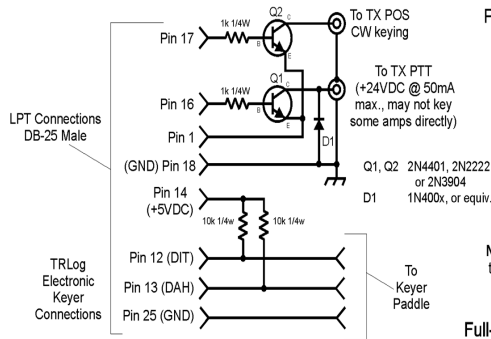 Q2
C
B
E
1k 1/4W
Pin 17
To TX POS
CW keying
P
1k 1/4W
Q1
C
B
E
Pin 16
To TX PTT
(+24VDC @ 50mA
max., may not key
some amps directly)
LPT Connections
DB-25 Male
Pin 1
D1
(GND) Pin 18
Q1, Q2 2N4401, 2N2222
or 2N3904
D1 1N400x, or equiv.
Pin 14
(+5VDC)
10k 1/4w
10k 1/4w
Pin 12 (DIT)
TRLog
Electronic
Keyer
Connections
Pin 13 (DAH)
To
Keyer
Paddle
Pin 25 (GND)
N
t
Full-